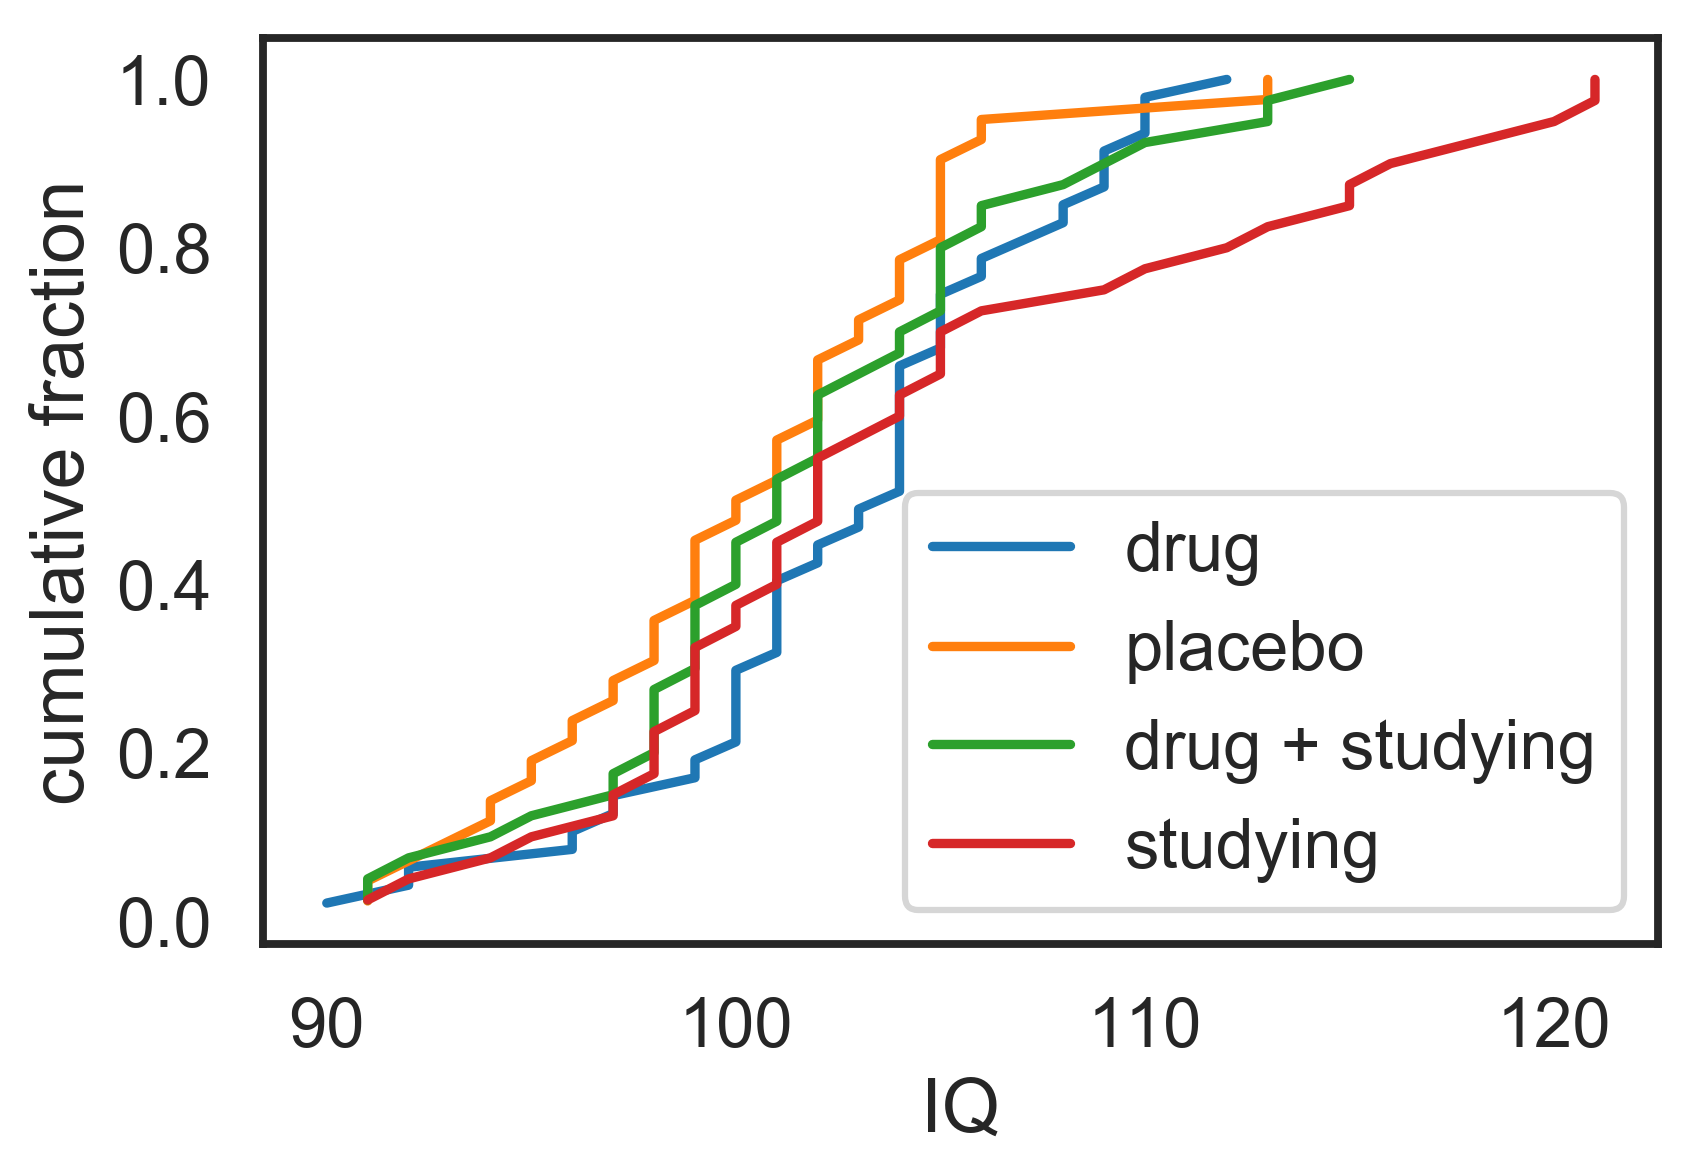 1.0
0.8
0.6
0.4
0.2
0.0
cumulative fraction
drug
placebo
drug + studying
studying
90 100 110 120
IQ